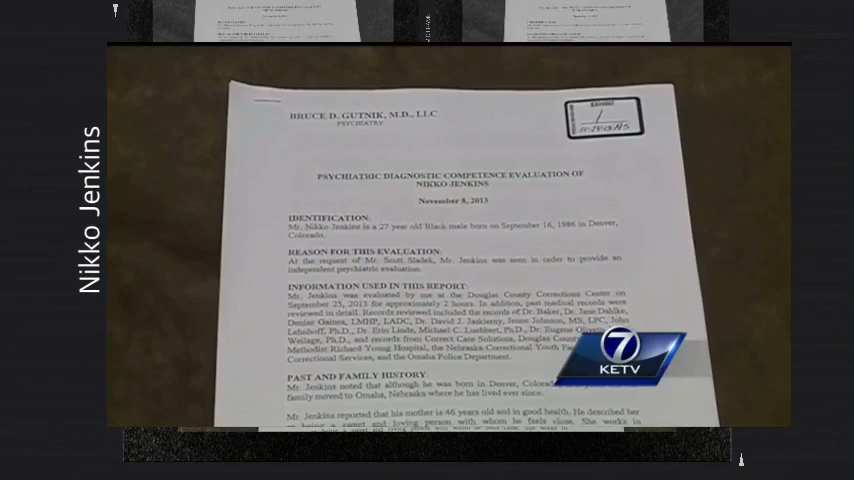 Nikko Jenkins
BRUCE D. GUTNIK, M.D., LLC
PSYCHIATRY
EXHIBIT
1
PSYCHIATRIC DIAGNOSTIC COMPETENCE EVALUATION OF
NIKKO JENKINS
November 8, 2013
IDENTIFICATION:
Mr. Nikko Jenkins is a 27 year old Black male born on September 16, 1986 in Denver,
Colorado.
REASON FOR THIS EVALUATION:
At the request of Mr. Scott Sladek, Mr. Jenkins was seen in order to provide an
independent psychiatric evaluation.
INFORMATION USED IN THIS REPORT:
Mr. Jenkins was evaluated by me at the Douglas County Corrections Center on
September 25, 2013 for approximately 2 hours. In addition, past medical records were
reviewed in detail. Records reviewed included the records of Dr. Baker, Dr. Jane Dahlke,
Denise Gaines, LMHP, LADC, Dr. David J. Jaskierny, Jesse Johnson, MS, LPC, John
Lehnhoff, Ph.D., Dr. Erin Linde, Michael C. Luebbert, Ph.D., Dr. Eugene
Weilage, Ph.D., and records from Correct Care Solutions, Douglas
Methodist Richard Young Hospital, the Nebraska Correctional Youth
Correctional Services, and the Omaha Police Department.
PAST AND FAMILY HISTORY:
Mr. Jenkins noted that although he was born in Denver,
family moved to Omaha, Nebraska where he has lived ever since.
Mr. Jenkins reported that his mother is 46 years old and in good health. He described her
as being a sweet and loving person with whom he feels close. She works in
7
KETV